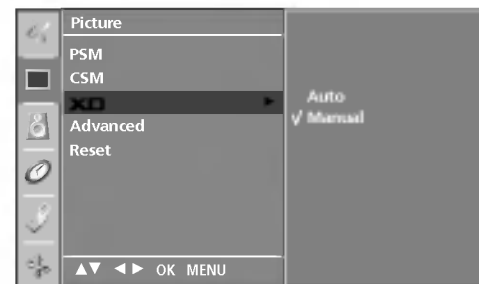 Picture
PSM
CSM
XD
Advanced
Reset
Auto
√ Manual
▲▼ ◄► OK MENU